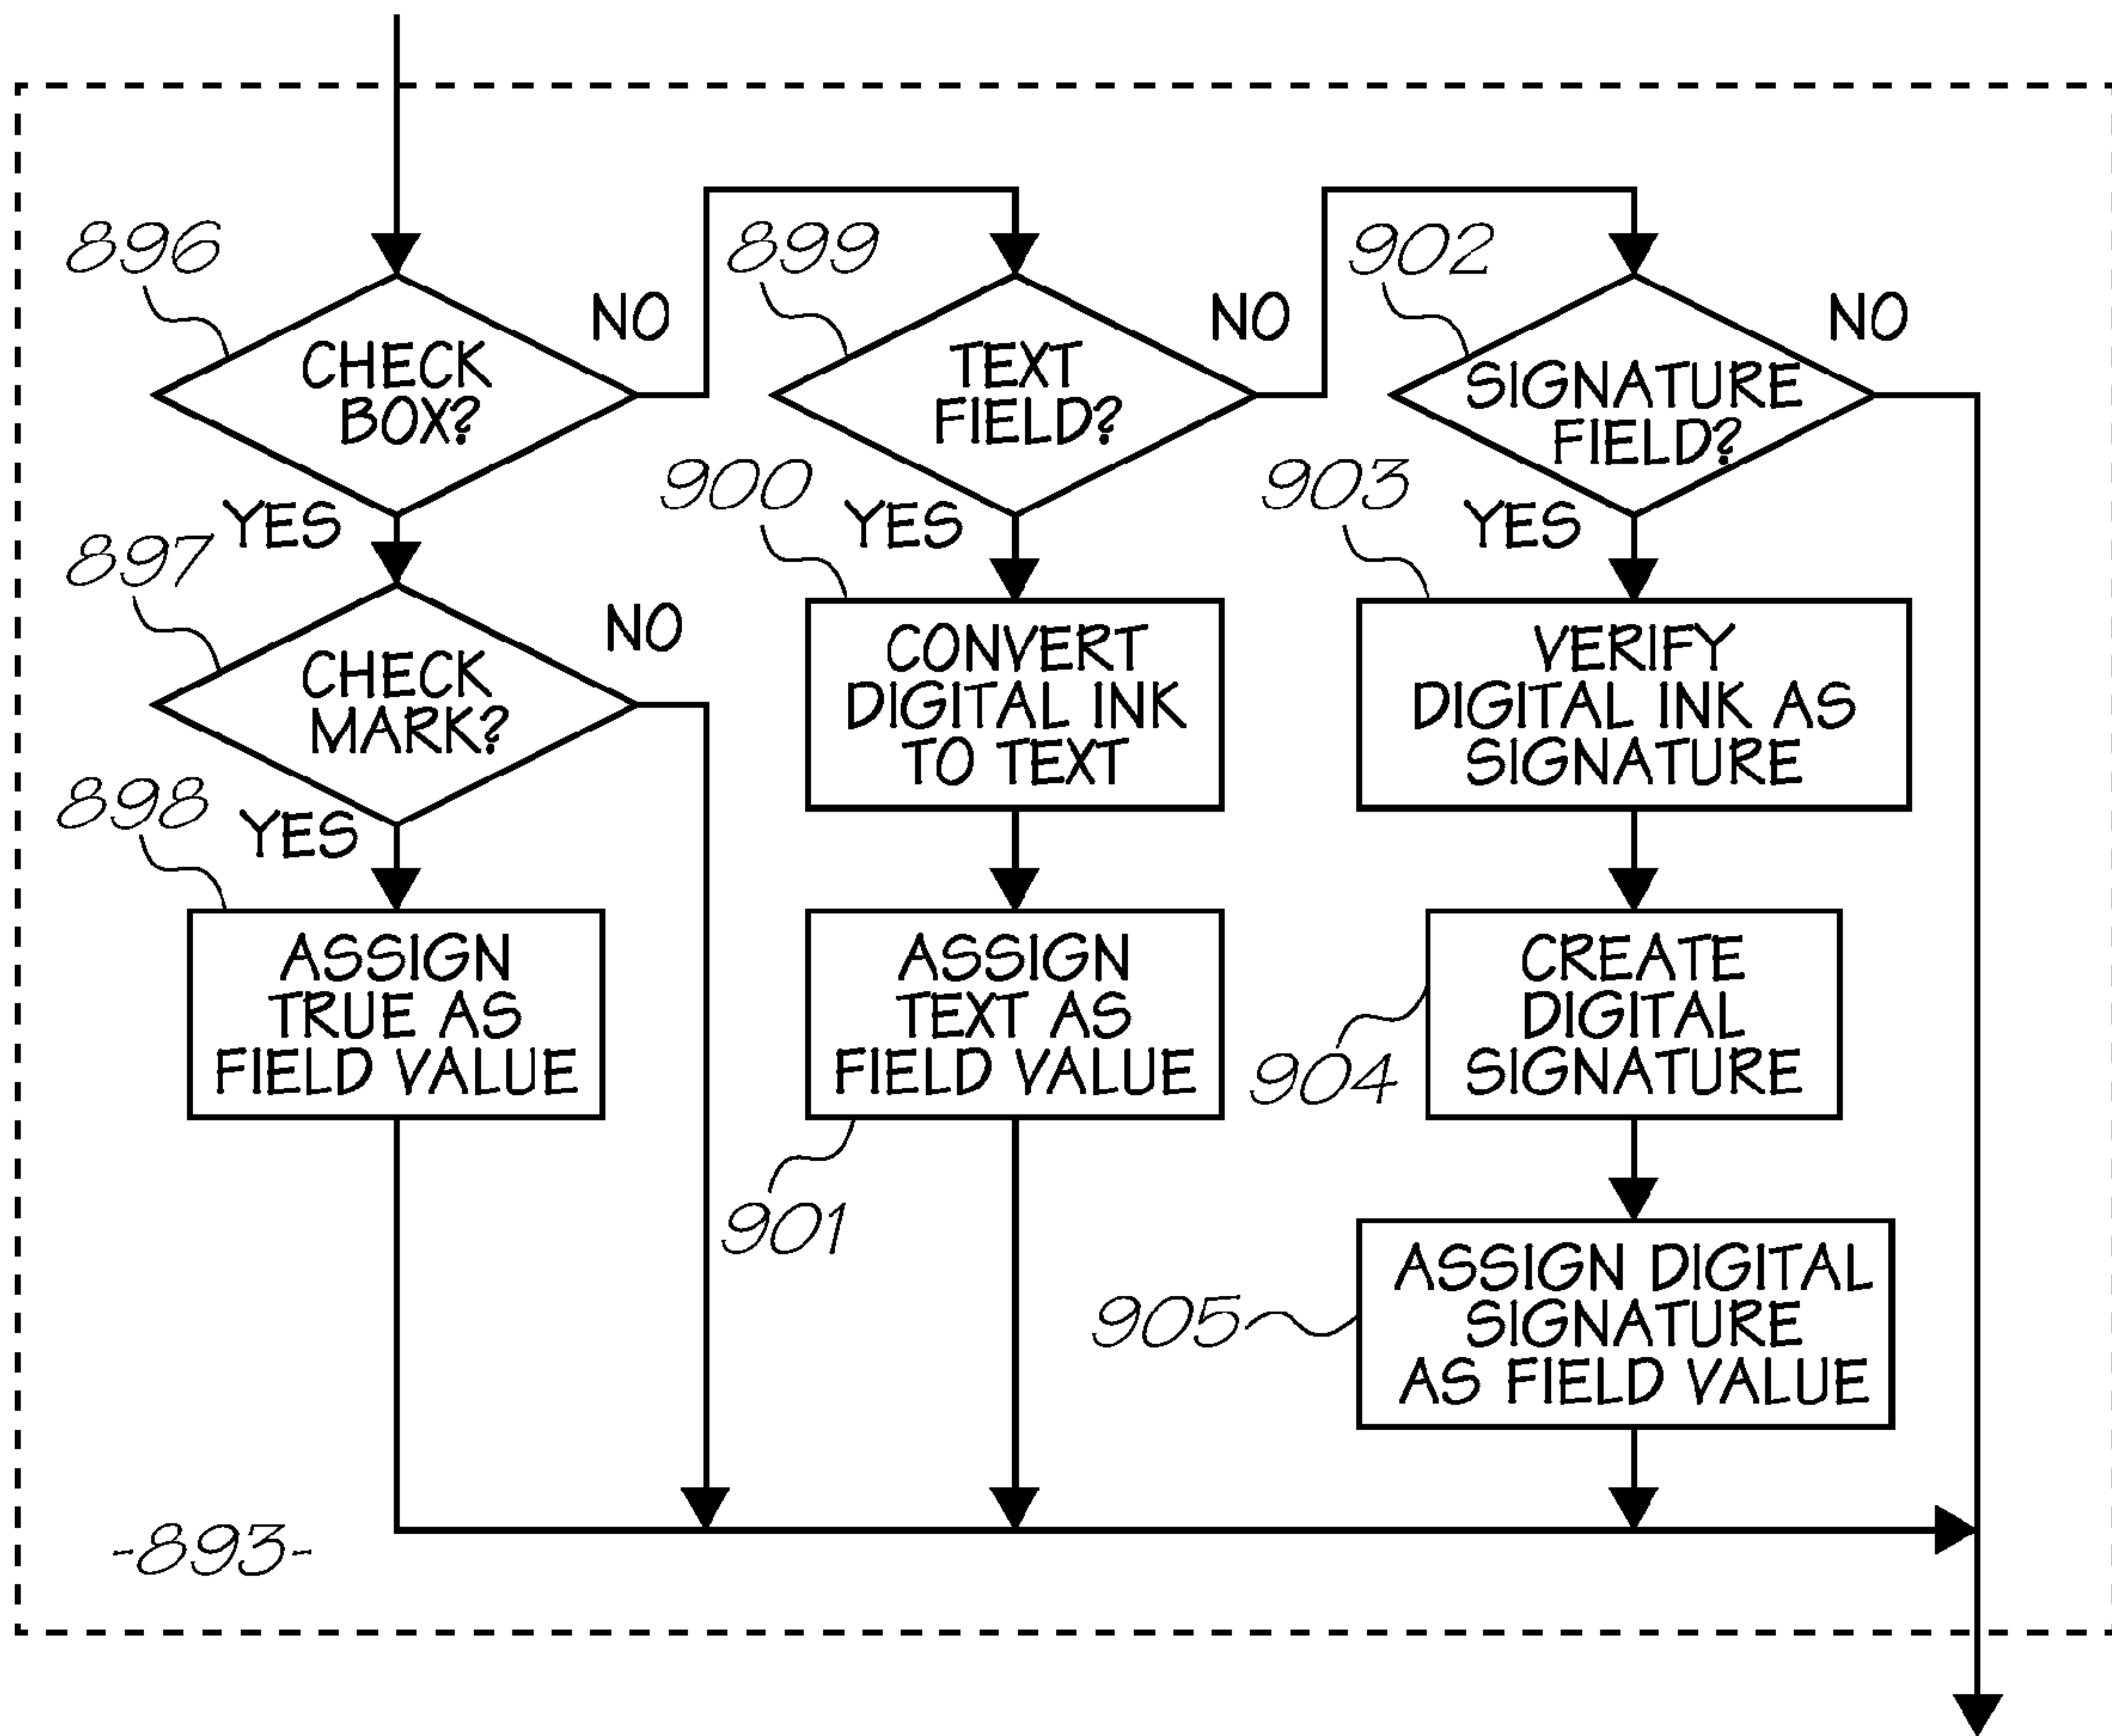 896
CHECK
BOX?
NO
YES
897
CHECK
MARK?
NO
898
YES
ASSIGN
TRUE AS
FIELD VALUE
899
TEXT
FIELD?
NO
900
YES
CONVERT
DIGITAL INK
TO TEXT
ASSIGN
TEXT AS
FIELD VALUE
901
902
SIGNATURE
FIELD?
NO
903
YES
VERIFY
DIGITAL INK AS
SIGNATURE
CREATE
DIGITAL
SIGNATURE
904
ASSIGN DIGITAL
SIGNATURE
AS FIELD VALUE
905
-893-